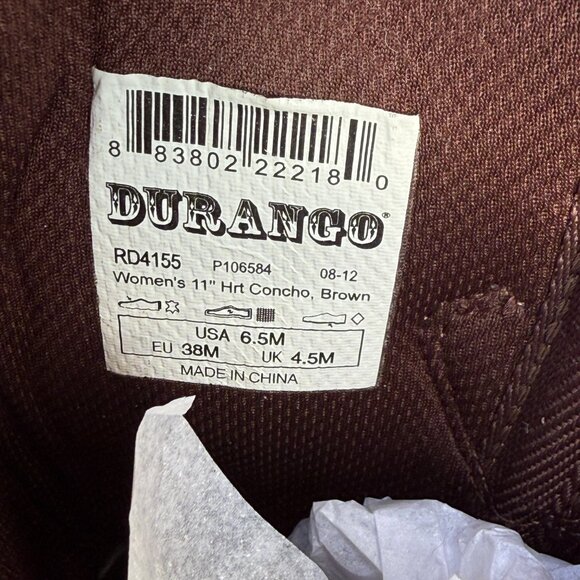 8 83802 22218 0
DURANGO®
RD4155 P106584 08-12
Women's 11" Hrt Concho, Brown
USA 6.5M
EU 38M UK 4.5M
MADE IN CHINA